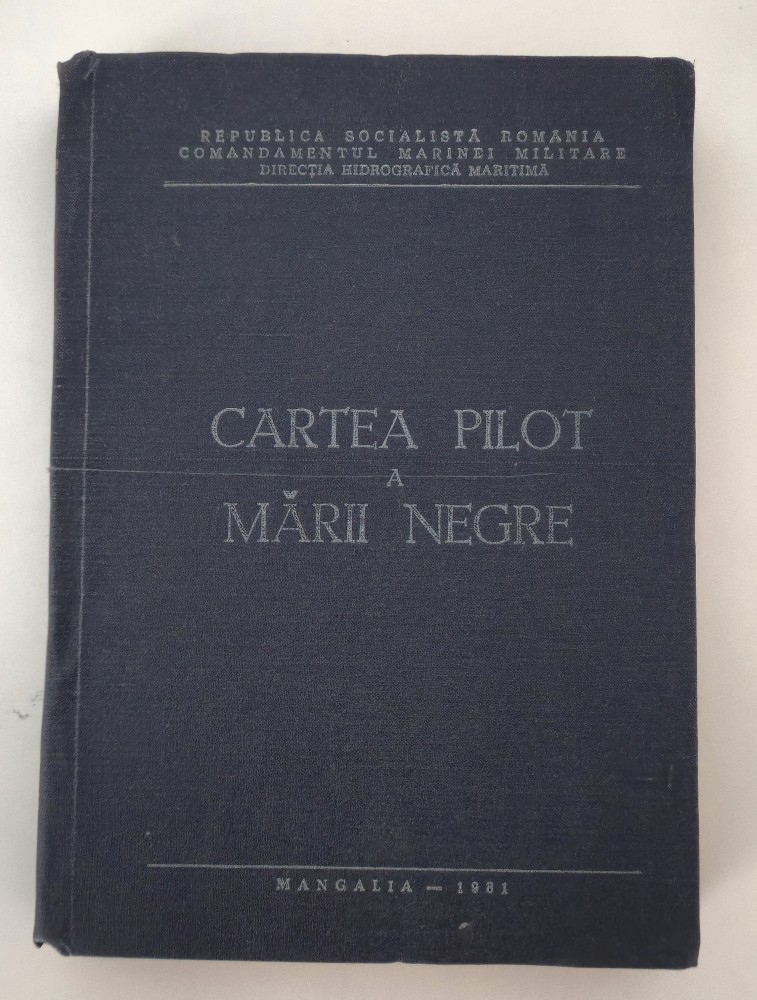 REPUBLICA SOCIALISTĂ ROMÂNIA
COMANDAMENTUL MARINEI MILITARE
DIRECȚIA HIDROGRAFICĂ MARITIMĂ
CARTEA PILOT
A
MĂRII NEGRE
MANGALIA — 1981